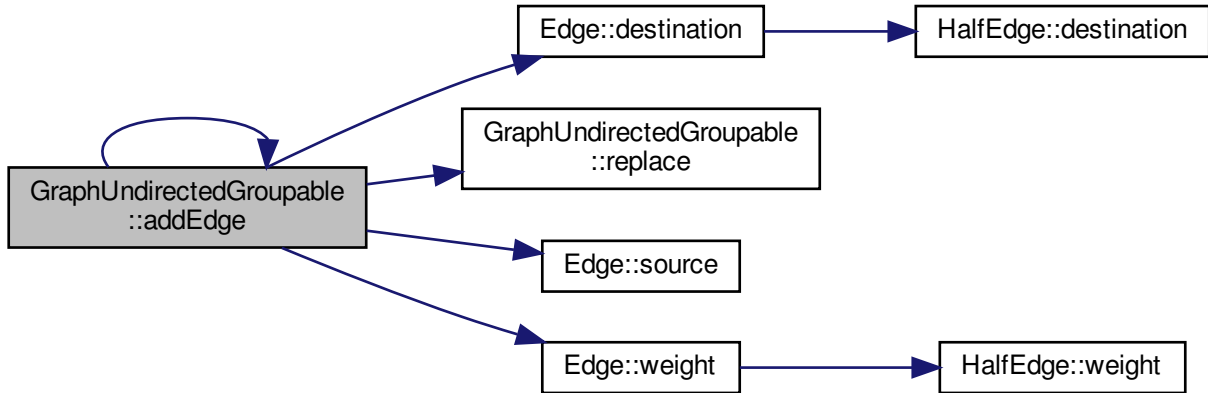 Edge::destination
HalfEdge::destination
GraphUndirectedGroupable
::replace
GraphUndirectedGroupable
::addEdge
Edge::source
Edge::weight
HalfEdge::weight